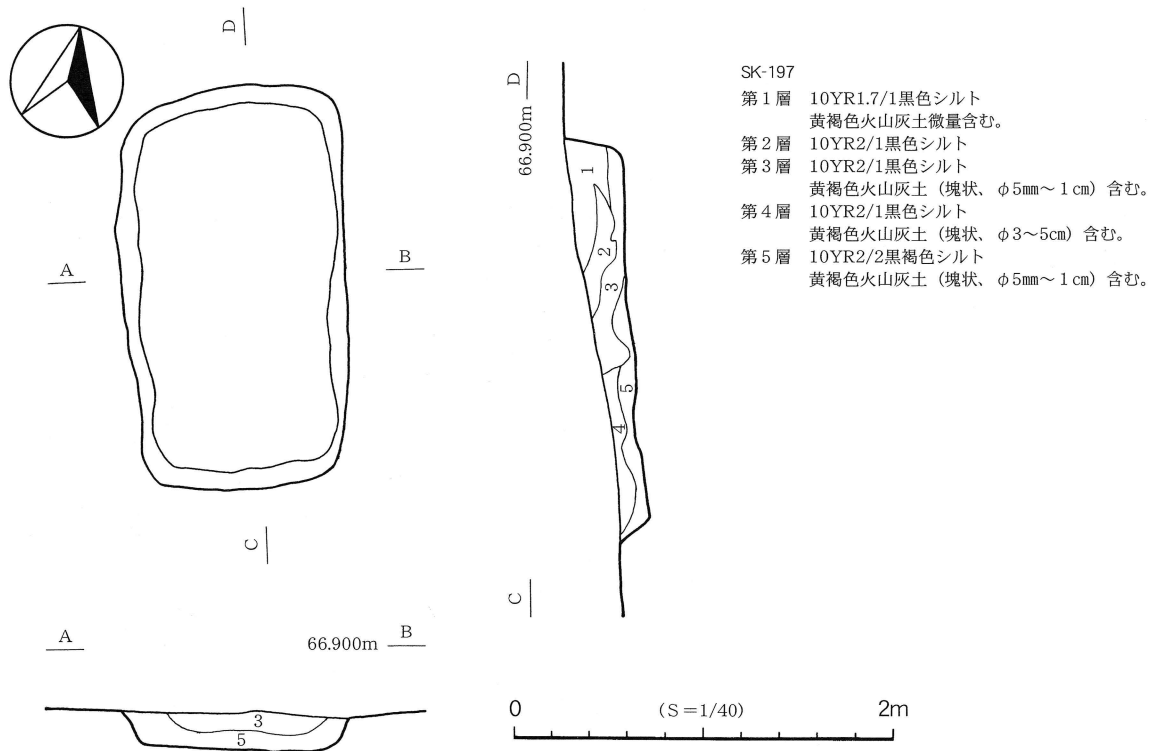 D
A
B
C
A
66.900m
B
3
5
D
66.900m
1
2
3
5
4
C
SK-197
第1層 10YR1.7/1黒色シルト
黄褐色火山灰土微量含む。
第2層 10YR2/1黒色シルト
第3層 10YR2/1黒色シルト
黄褐色火山灰土（塊状、φ5㎜～1㎝）含む。
第4層 10YR2/1黒色シルト
黄褐色火山灰土（塊状、φ3～5cm）含む。
第5層 10YR2/2黒褐色シルト
黄褐色火山灰土（塊状、φ5㎜～1㎝）含む。
0 (S=1/40) 2m